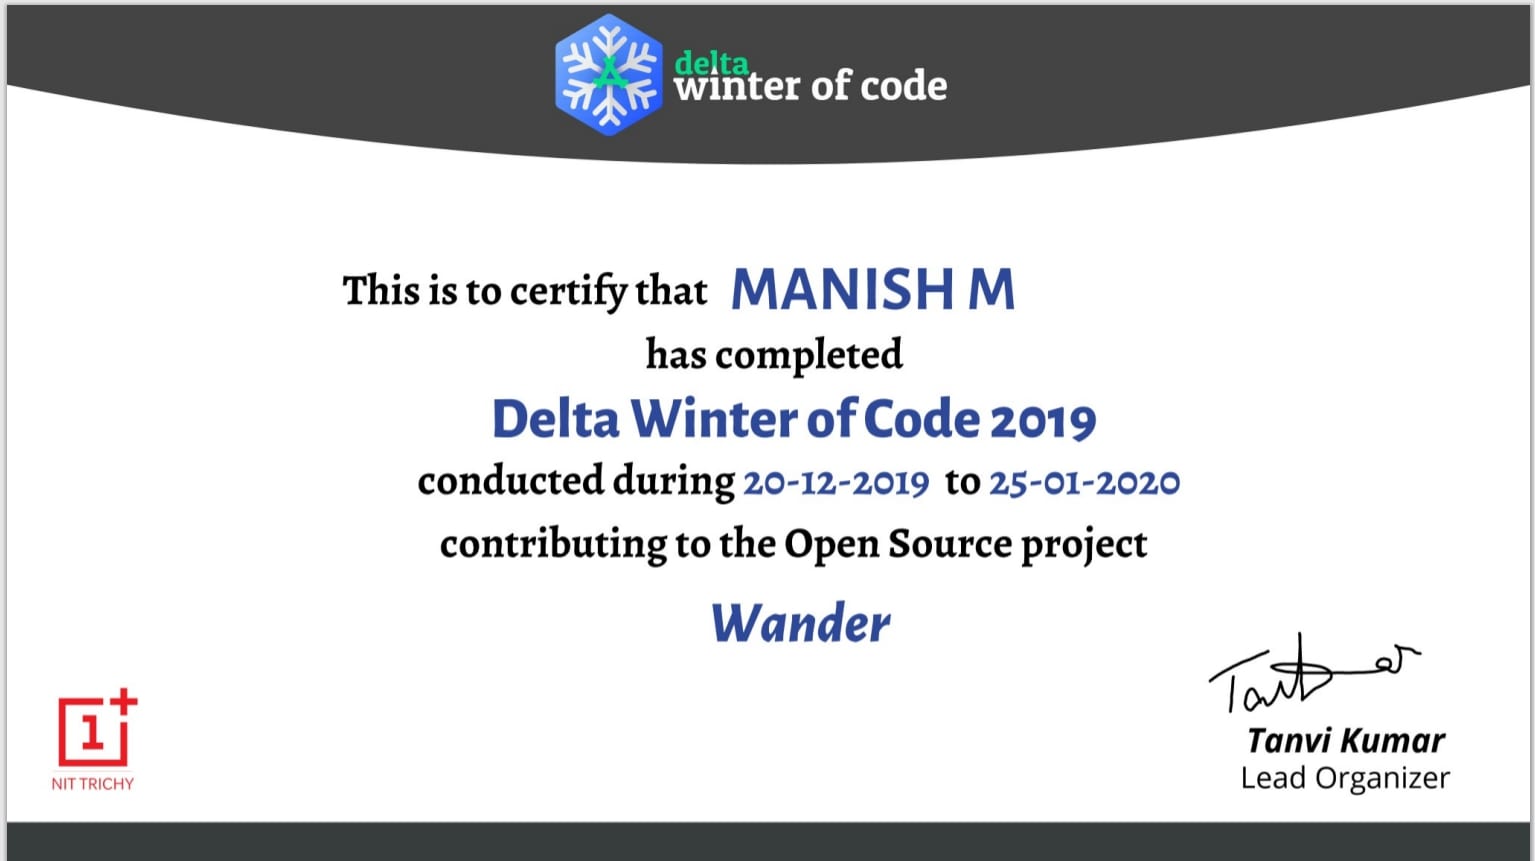 delta
winter of code
This is to certify that MANISH M
has completed
Delta Winter of Code 2019
conducted during 20-12-2019 to 25-01-2020
contributing to the Open Source project
Wander
1+
NIT TRICHY
Tanvi Kumar
Lead Organizer